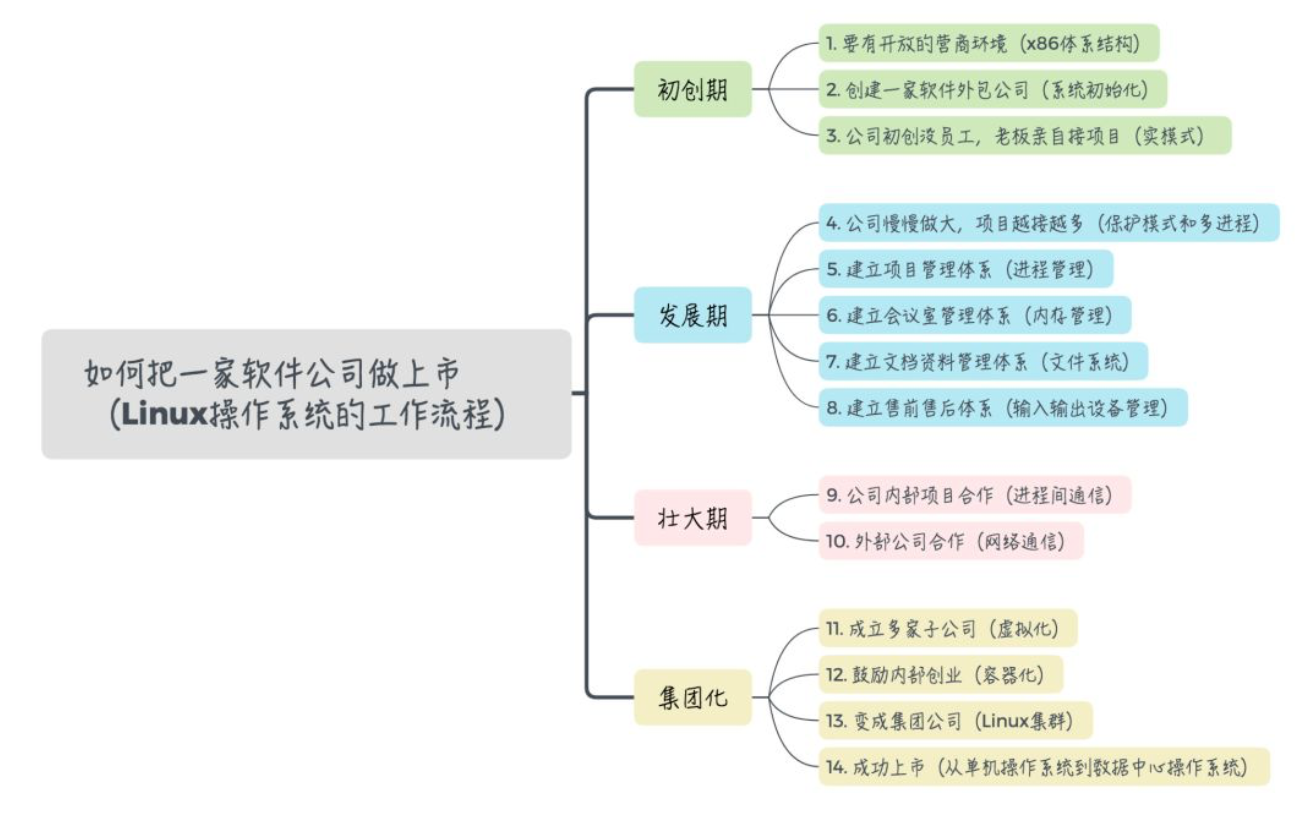 如何把一家软件公司做上市
(Linux操作系统的工作流程)
初创期
1. 要有开放的营商环境（x86体系结构）
2. 创建一家软件外包公司（系统初始化）
3. 公司初创没员工，老板亲自接项目（实模式）
发展期
4. 公司慢慢做大，项目越接越多（保护模式和多进程）
5. 建立项目管理体系（进程管理）
6. 建立会议室管理体系（内存管理）
7. 建立文档资料管理体系（文件系统）
8. 建立售前售后体系（输入输出设备管理）
壮大期
9. 公司内部项目合作（进程间通信）
10. 外部公司合作（网络通信）
集团化
11. 成立多家子公司（虚拟化）
12. 鼓励内部创业（容器化）
13. 变成集团公司（Linux集群）
14. 成功上市（从单机操作系统到数据中心操作系统）